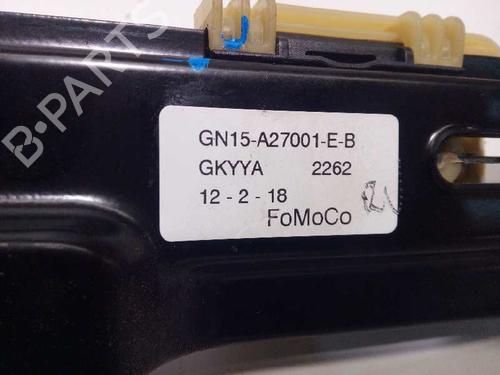 B-PARTS
GN15-A27001-E-B
GKYYA 2262
12 - 2 - 18
FoMoCo